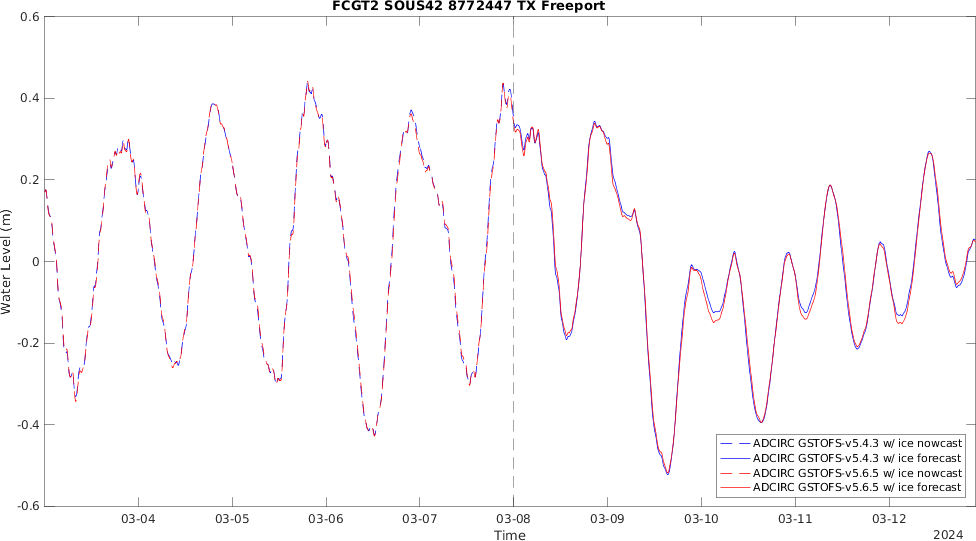 FCGT2 SOUS42 8772447 TX Freeport
0.6
0.4
0.2
0
-0.2
-0.4
-0.6
Water Level (m)
ADCIRC GSTOFS-v5.4.3 w/ ice nowcast
ADCIRC GSTOFS-v5.4.3 w/ ice forecast
ADCIRC GSTOFS-v5.6.5 w/ ice nowcast
ADCIRC GSTOFS-v5.6.5 w/ ice forecast
03-04 03-05 03-06 03-07 03-08 03-09 03-10 03-11 03-12
Time
2024